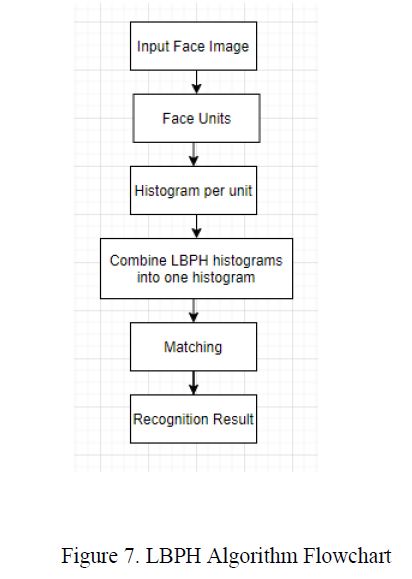 Input Face Image
Face Units
Histogram per unit
Combine LBPH histograms
into one histogram
Matching
Recognition Result
Figure 7. LBPH Algorithm Flowchart